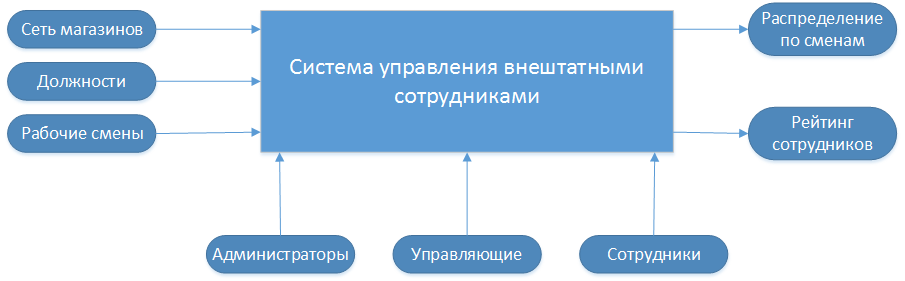 Сеть магазинов
Должности
Рабочие смены
Система управления внештатными
сотрудниками
Распределение
по сменам
Рейтинг
сотрудников
Администраторы
Управляющие
Сотрудники